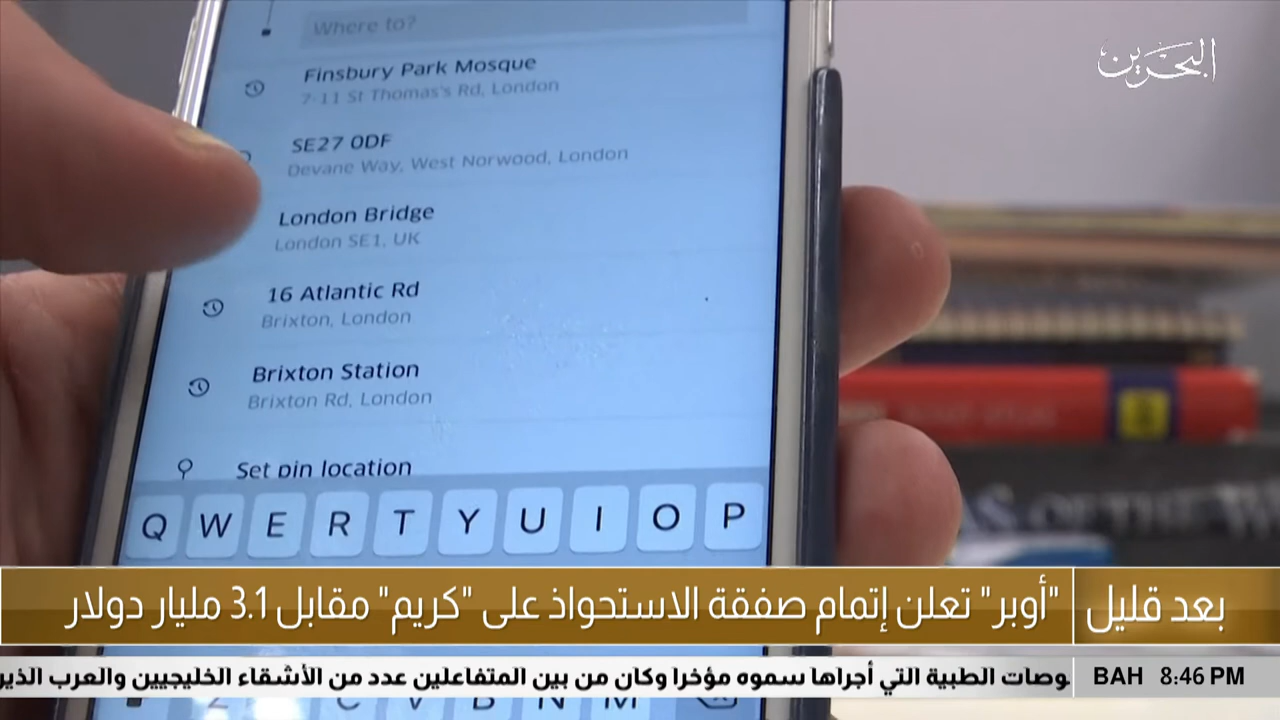 البحرين
Where to?
Finsbury Park Mosque
7-11 St Thomas's Rd, London
SE27 0DF
Devane Way, West Norwood, London
London Bridge
London SE1, UK
16 Atlantic Rd
Brixton, London
Brixton Station
Brixton Rd, London
Set pin location
Q W E R T Y U I O P
OF THE
بعد قليل
"أوبر" تعلن إتمام صفقة الاستحواذ على "كريم" مقابل 3.1 مليار دولار
وصات الطبية التي أجراها سموه مؤخرا وكان من بين المتفاعلين عدد من الأشقاء الخليجيين والعرب الذين
BAH 8:46 PM
Z C V B N M